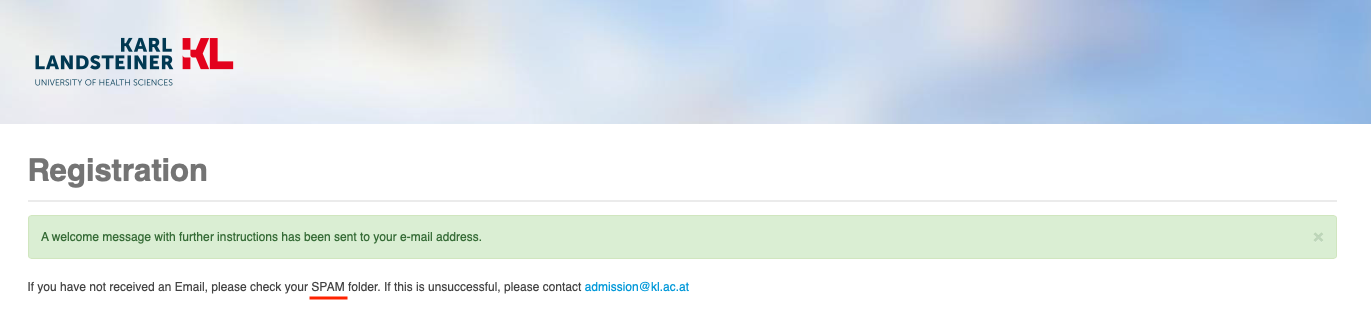 KARL
LANDSTEINER KL
UNIVERSITY OF HEALTH SCIENCES
Registration
A welcome message with further instructions has been sent to your e-mail address. ×
If you have not received an Email, please check your SPAM folder. If this is unsuccessful, please contact admission@kl.ac.at